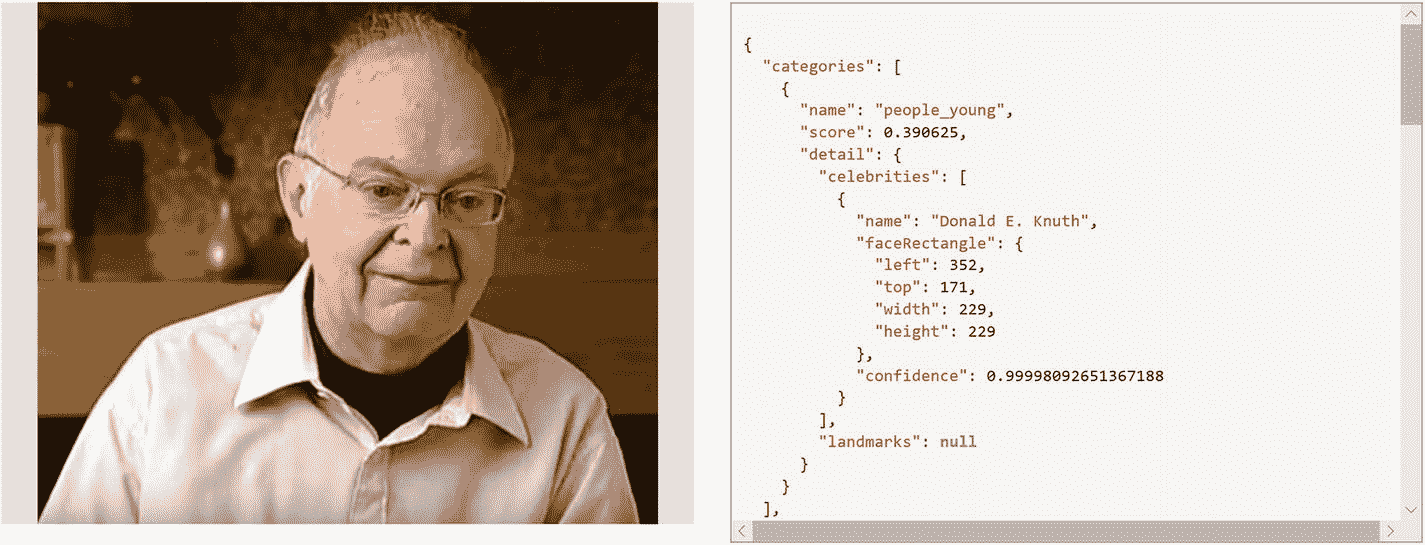 {
"categories": [
{
"name": "people_young",
"score": 0.390625,
"detail": {
"celebrities": [
{
"name": "Donald E. Knuth",
"faceRectangle": {
"left": 352,
"top": 171,
"width": 229,
"height": 229
},
"confidence": 0.99998092651367188
}
],
"landmarks": null
}
}
],